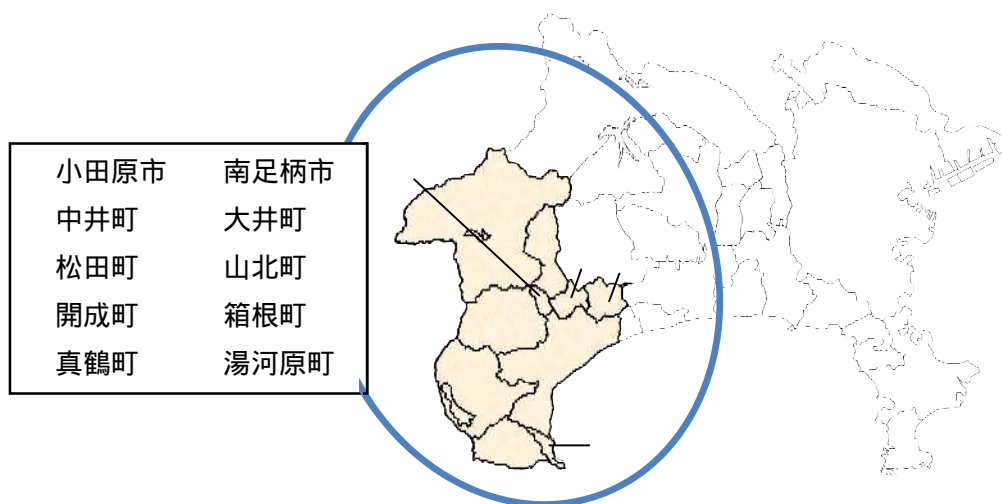 小田原市 南足柄市
中井町 大井町
松田町 山北町
開成町 箱根町
真鶴町 湯河原町